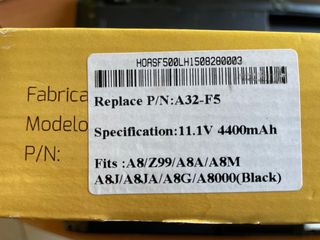 HOASF500LH1508280003
Fabrica
Replace P/N:A32-F5
Modelo
Specification:11.1V 4400mAh
P/N:
Fits :A8/Z99/A8A/A8M
A8J/A8JA/A8G/A8000(Black)